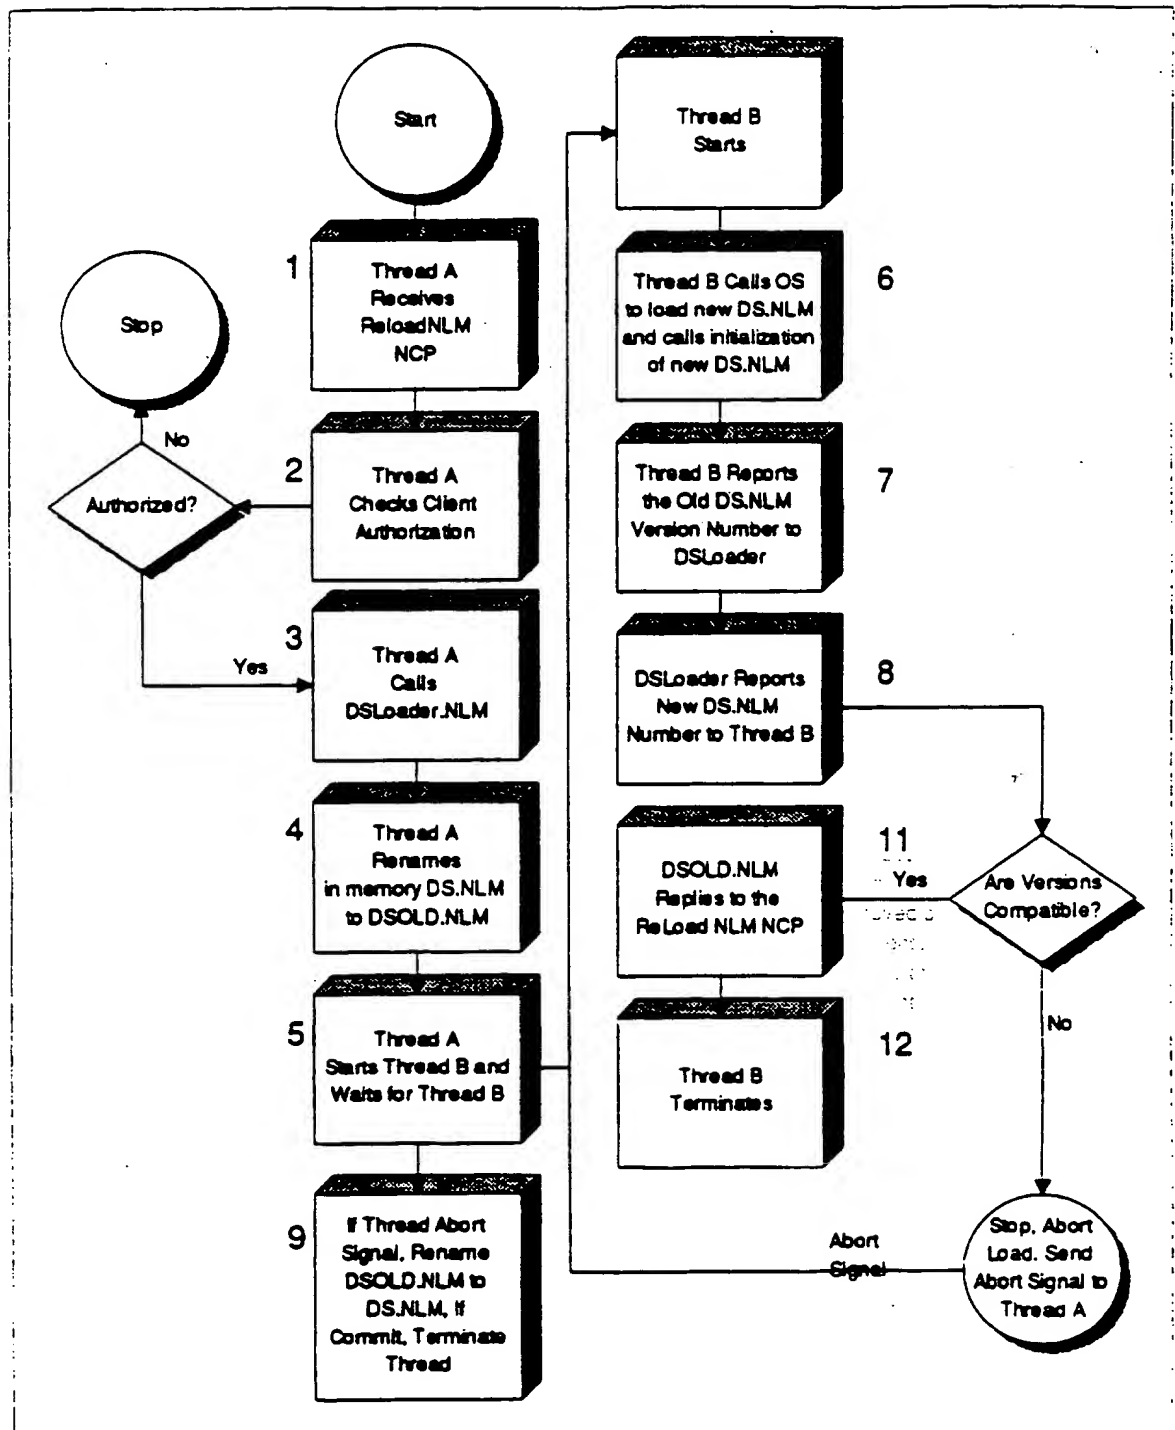 Start
1
Thread A
Receives
ReloadNLM
NCP
Stop
No
Authorized?
2
Thread A
Checks Client
Authorization
Yes
3
Thread A
Calls
DSLoader.NLM
4
Thread A
Renames
in memory DS.NLM
to DSOLD.NLM
5
Thread A
Starts Thread B and
Waits for Thread B
9
If Thread Abort
Signal, Rename
DSOLD.NLM to
DS.NLM, If
Commit, Terminate
Thread
Thread B
Starts
6
Thread B Calls OS
to load new DS.NLM
and calls initialization
of new DS.NLM
7
Thread B Reports
the Old DS.NLM
Version Number to
DSLoader
8
DSLoader Reports
New DS.NLM
Number to Thread B
Are Versions
Compatible?
Yes
11
DSOLD.NLM
Replies to the
ReLoad NLM NCP
12
Thread B
Terminates
No
Stop, Abort
Load. Send
Abort Signal to
Thread A
Abort
Signal